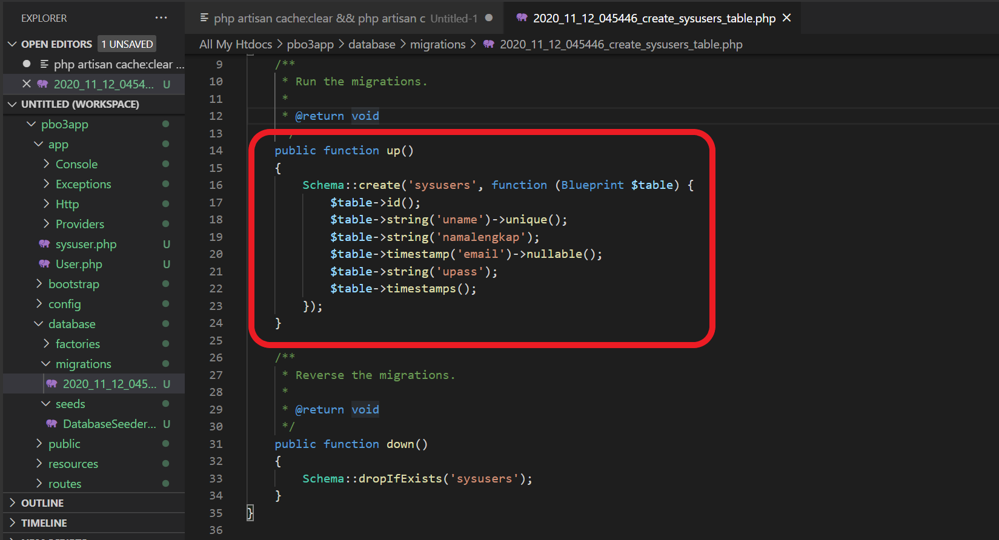 EXPLORER
···
OPEN EDITORS
1 UNSAVED
php artisan cache:clear ...
2020_11_12_0454... U
UNTITLED (WORKSPACE)
pbo3app
app
Console
Exceptions
Http
Providers
sysuser.php U
User.php U
bootstrap
config
database
factories
migrations
2020_11_12_045... U
seeds
DatabaseSeeder... U
public
resources
routes
OUTLINE
TIMELINE
php artisan cache:clear && php artisan c Untitled-1
2020_11_12_045446_create_sysusers_table.php
All My Htdocs > pbo3app > database > migrations > 2020_11_12_045446_create_sysusers_table.php
9 /**
10 * Run the migrations.
11 *
12 * @return void
13 */
14 public function up()
15 {
16 Schema::create('sysusers', function (Blueprint $table) {
17 $table->id();
18 $table->string('uname')->unique();
19 $table->string('namalengkap');
20 $table->timestamp('email')->nullable();
21 $table->string('upass');
22 $table->timestamps();
23 });
24 }
25
26 /**
27 * Reverse the migrations.
28 *
29 * @return void
30 */
31 public function down()
32 {
33 Schema::dropIfExists('sysusers');
34 }
35 }
36